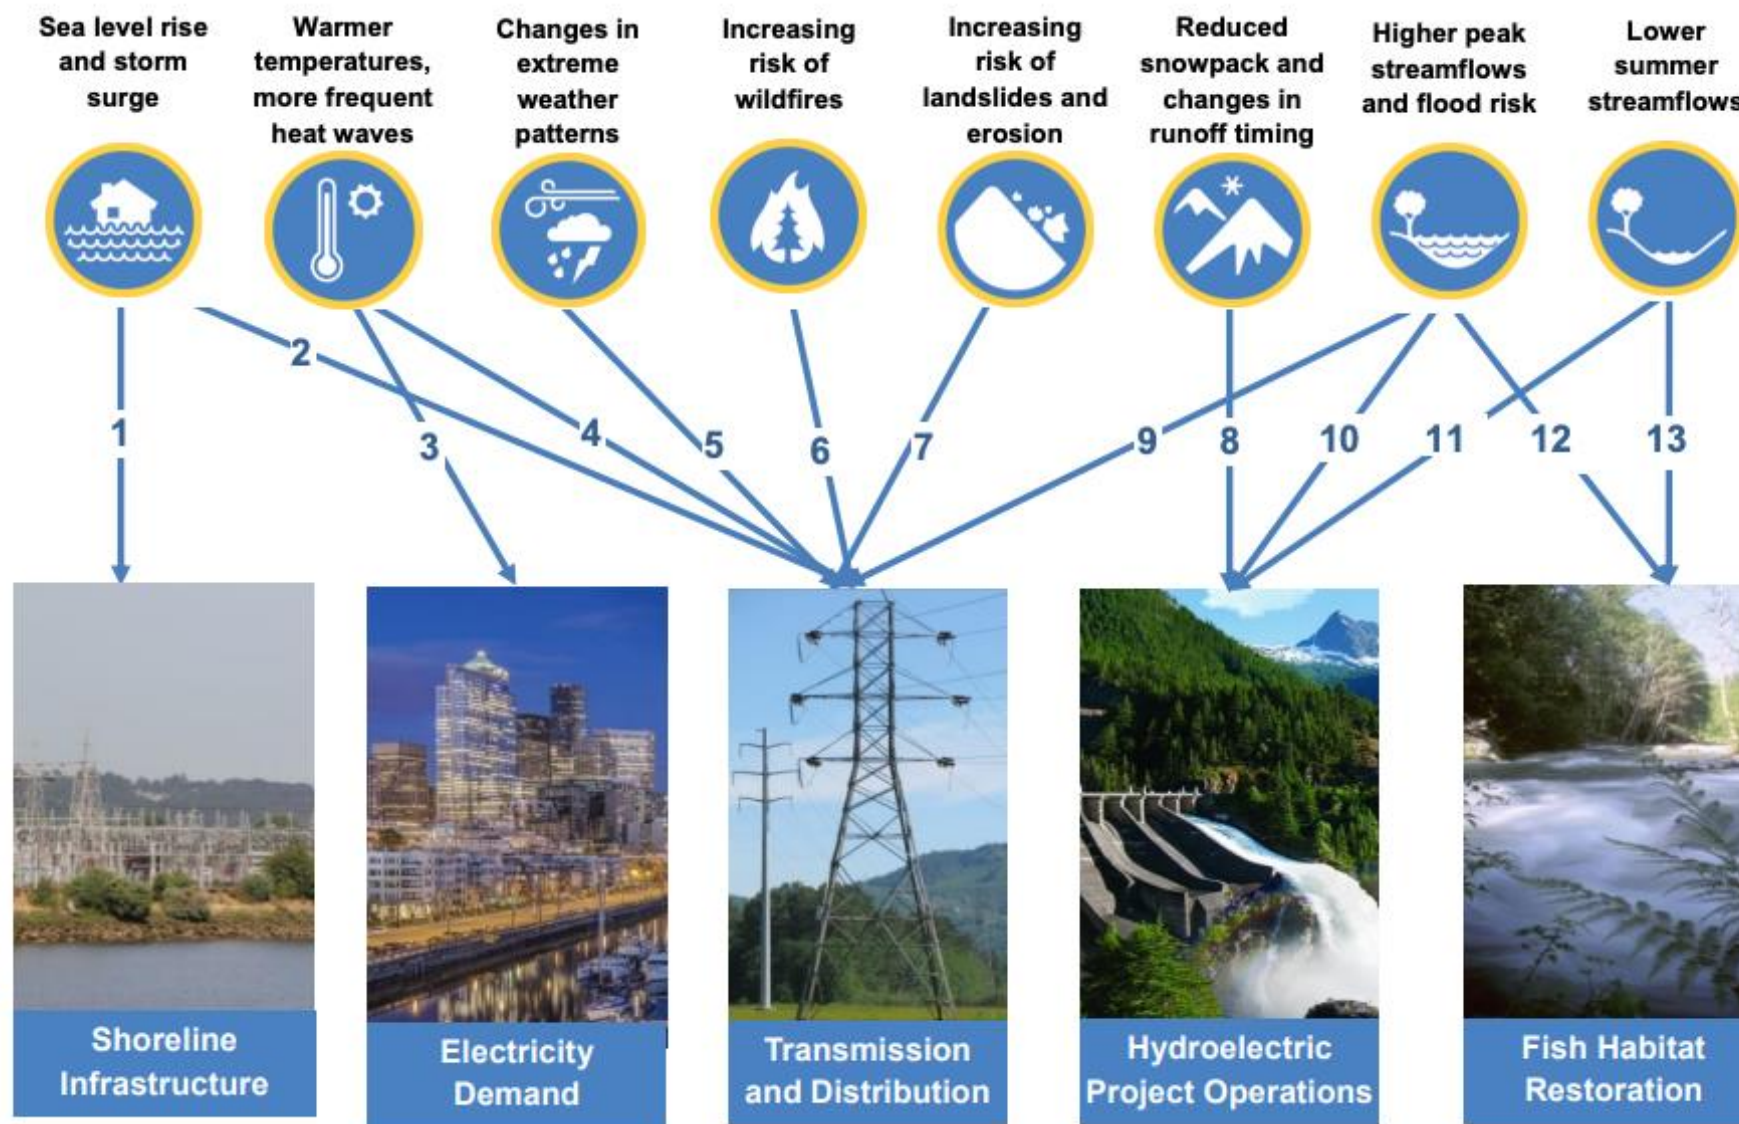 Sea level rise
and storm
surge
Warmer
temperatures,
more frequent
heat waves
Changes in
extreme
weather
patterns
Increasing
risk of
wildfires
Increasing
risk of
landslides and
erosion
Reduced
snowpack and
changes in
runoff timing
Higher peak
streamflows
and flood risk
Lower
summer
streamflows
1
2
3
4
5
6
7
9
8
10
11
12
13
Shoreline
Infrastructure
Electricity
Demand
Transmission
and Distribution
Hydroelectric
Project Operations
Fish Habitat
Restoration